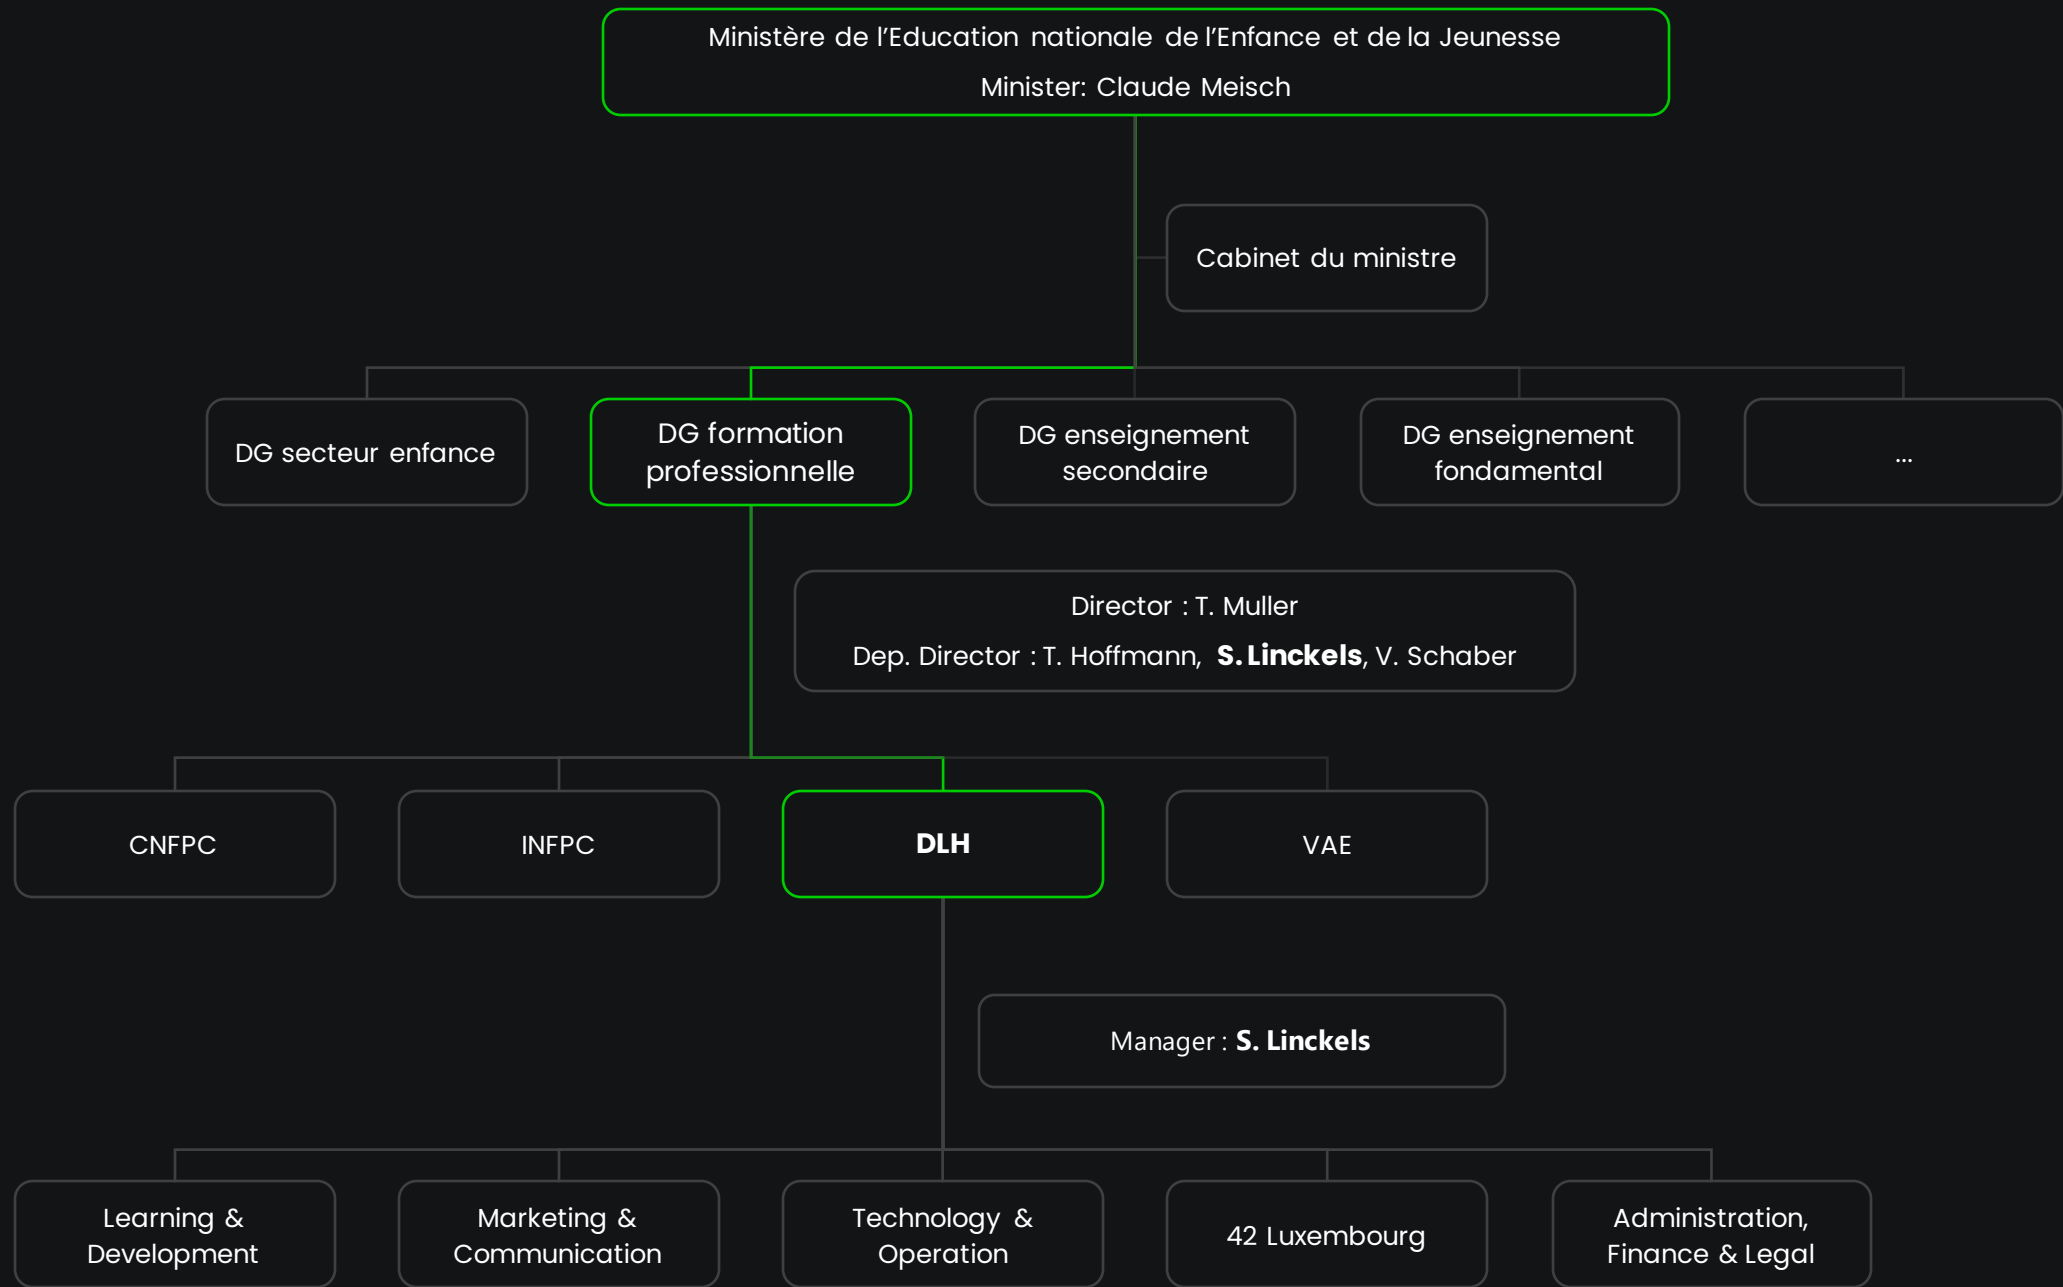 Ministère de l’Education nationale de l’Enfance et de la Jeunesse
Minister: Claude Meisch
Cabinet du ministre
DG secteur enfance
DG formation
professionnelle
DG enseignement
secondaire
DG enseignement
fondamental
...
Director : T. Muller
Dep. Director : T. Hoffmann, S. Linckels, V. Schaber
CNFPC
INFPC
DLH
VAE
Manager : S. Linckels
Learning &
Development
Marketing &
Communication
Technology &
Operation
42 Luxembourg
Administration,
Finance & Legal